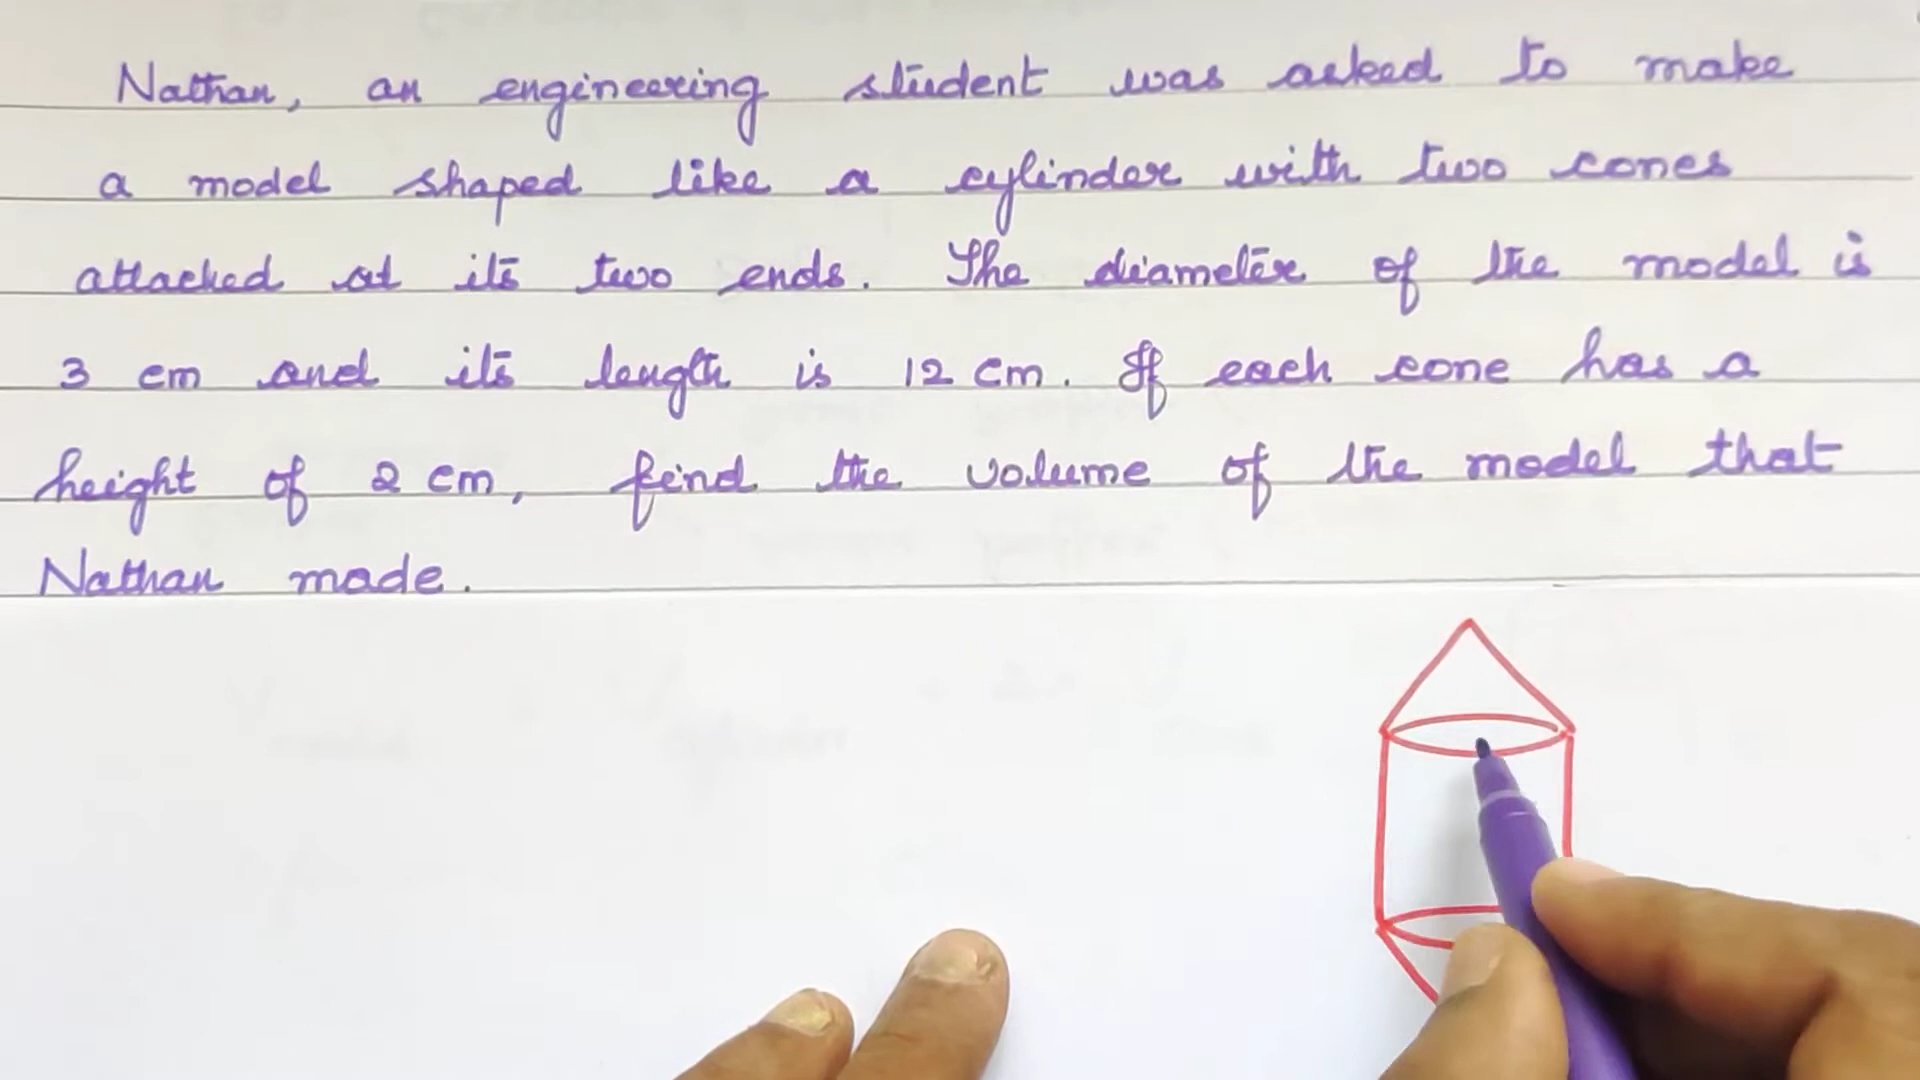 Nathan, an engineering student was asked to make
a model shaped like a cylinder with two cones
attached at its two ends. The diameter of the model is
3 cm and its length is 12 cm. If each cone has a
height of 2 cm, find the volume of the model that
Nathan made.